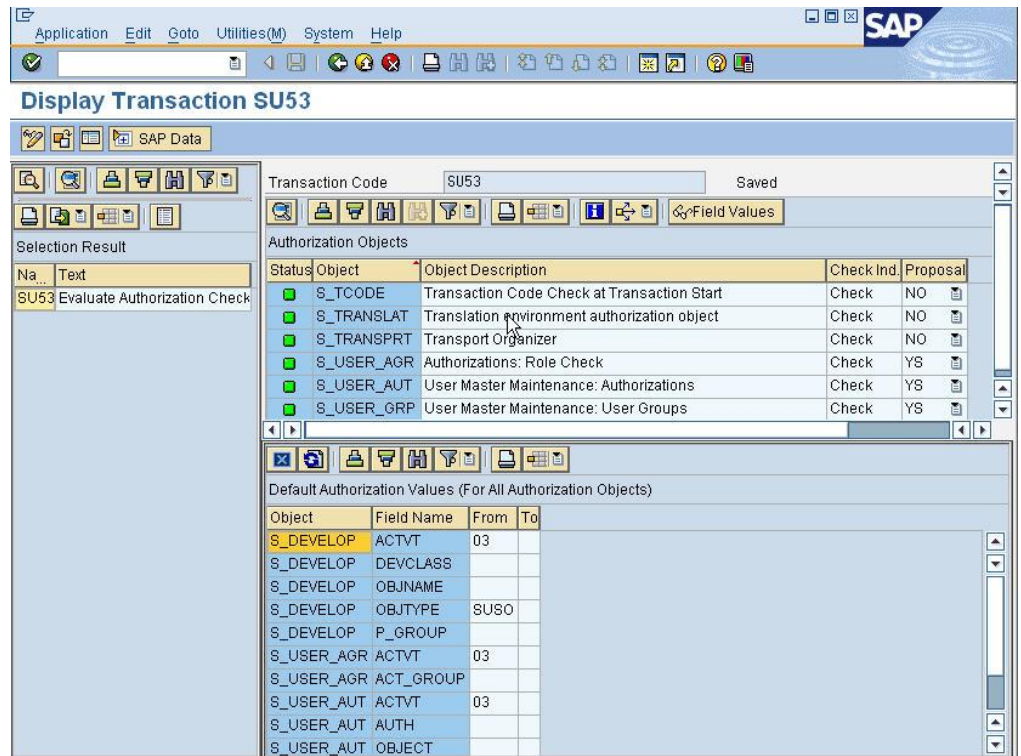 Application Edit Goto Utilities(M) System Help
SAP
Display Transaction SU53
SAP Data
Transaction Code SU53 Saved
Field Values
Selection Result
Na... Text
SU53 Evaluate Authorization Check
Authorization Objects
Status Object Object Description Check Ind. Proposal
S_TCODE Transaction Code Check at Transaction Start Check NO
S_TRANSLAT Translation environment authorization object Check NO
S_TRANSPRT Transport Organizer Check NO
S_USER_AGR Authorizations: Role Check Check YS
S_USER_AUT User Master Maintenance: Authorizations Check YS
S_USER_GRP User Master Maintenance: User Groups Check YS
Default Authorization Values (For All Authorization Objects)
Object Field Name From To
S_DEVELOP ACTVT 03
S_DEVELOP DEVCLASS
S_DEVELOP OBJNAME
S_DEVELOP OBJTYPE SUSO
S_DEVELOP P_GROUP
S_USER_AGR ACTVT 03
S_USER_AGR ACT_GROUP
S_USER_AUT ACTVT 03
S_USER_AUT AUTH
S_USER_AUT OBJECT